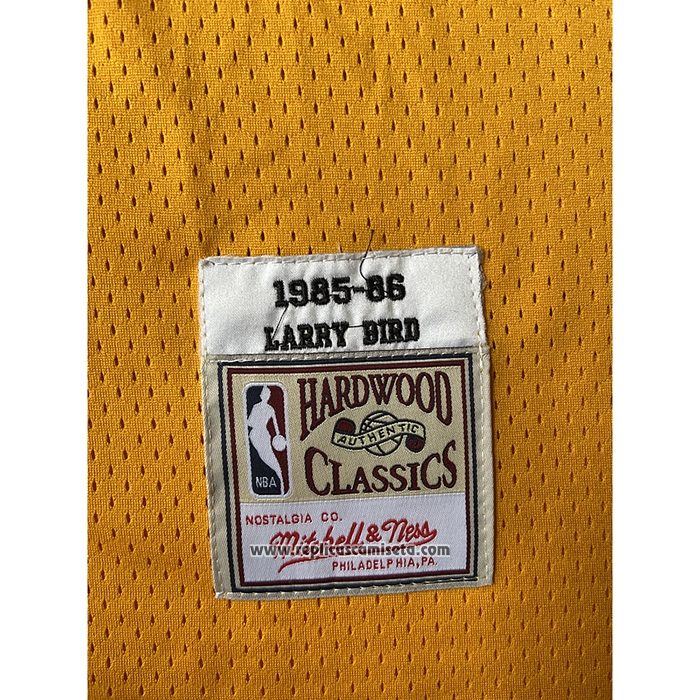 1985-86
LARRY BIRD
HARDWOOD
AUTHENTIC
CLASSICS
NBA
NOSTALGIA CO.
Mitchell & Ness
www.replicascamiseta.com
PHILADELPHIA, PA.